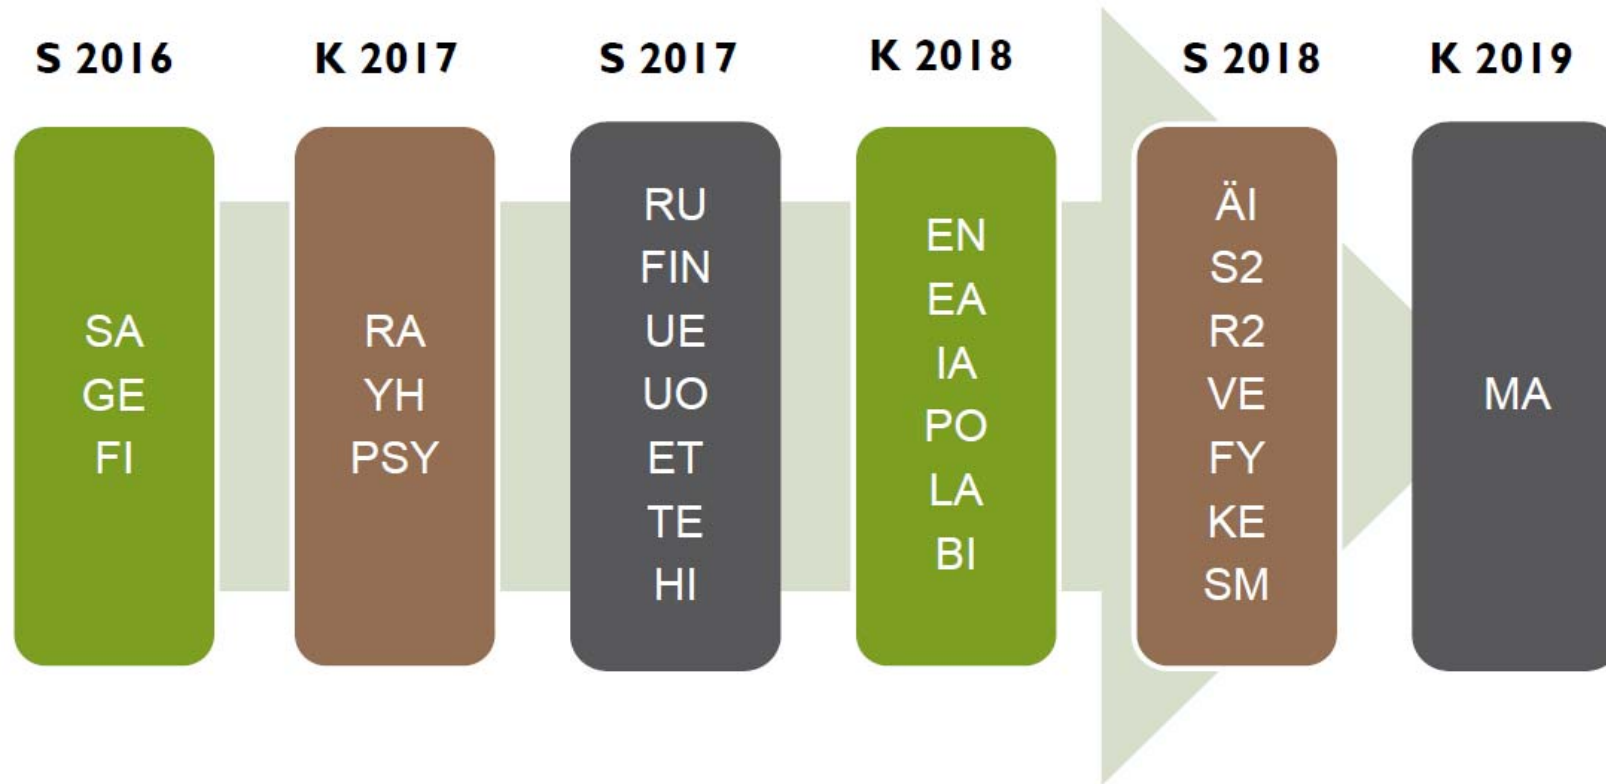 S 2016
SA
GE
FI
K 2017
RA
YH
PSY
S 2017
RU
FIN
UE
UO
ET
TE
HI
K 2018
EN
EA
IA
PO
LA
BI
S 2018
ÄI
S2
R2
VE
FY
KE
SM
K 2019
MA